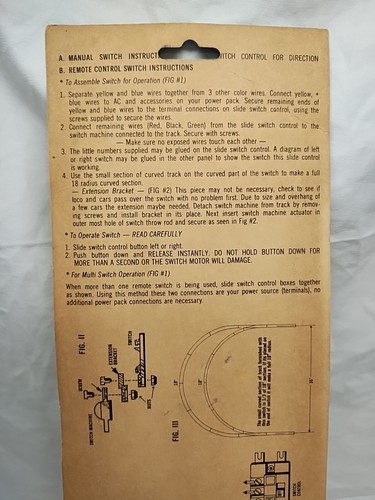 A. MANUAL SWITCH INSTRUCT ITCH CONTROL FOR DIRECTION
B. REMOTE CONTROL SWITCH INSTRUCTIONS
* To Assemble Switch for Operation (FIG #1)
1. Separate yellow and blue wires together from 3 other color wires. Connect yellow, +
blue wires to AC and accessories on your power pack. Secure remaining ends of
yellow and blue wires to the terminal connections on slide switch control, using the
screws supplied to secure the wires.
2. Connect remaining wires (Red, Black, Green) from the slide switch control to the
switch machine connected to the track. Secure with screws.
— Make sure no exposed wires touch each other —
3. The little numbers supplied may be glued on the slide switch control. A diagram of left
or right switch may be glued in the other panel to show the switch this slide control
is working.
4. Use the small section of curved track on the curved part of the switch to make a full
18 radius curved section.
— Extension Bracket — (FIG #2) This piece may not be necessary, check to see if
loco and cars pass over the switch with no problem first. Due to size and overhang of
a few cars the extension maybe needed. Detach switch machine from track by remov-
ing screws and install bracket in its place. Next insert switch machine actuator in
outer most hole of switch throw rod and secure as seen in Fig #2.
* To Operate Switch — READ CAREFULLY
1. Slide switch control button left or right.
2. Push button down and RELEASE INSTANTLY. DO NOT HOLD BUTTON DOWN FOR
MORE THAN A SECOND OR THE SWITCH MOTOR WILL DAMAGE.
* For Multi Switch Operation (FIG #1)
When more than one remote switch is being used, slide switch control boxes together
as shown. Using this method these two connections are your power source (terminals), no
additional power pack connections are necessary.
FIG. II
SCREW
SWITCH MACHINE
EXTENSION
BRACKET
SWITCH
NUTS
FIG. III
18"
The small curved section of track furnished with
SWITCH
CONTROL